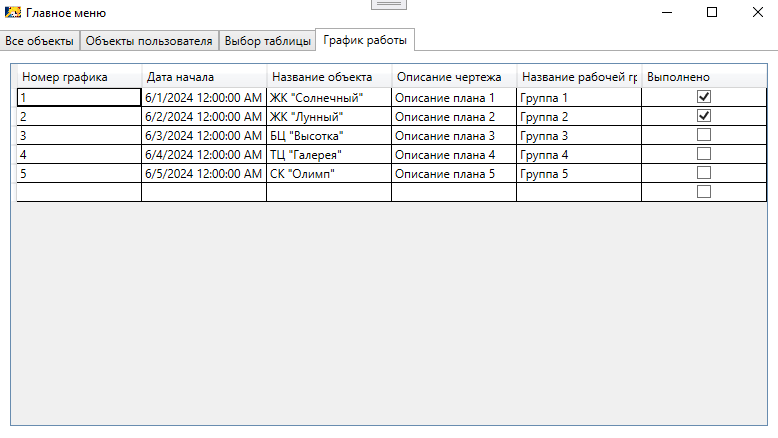 Главное меню
Все объекты Объекты пользователя Выбор таблицы График работы
Номер графика Дата начала Название объекта Описание чертежа Название рабочей гр Выполнено
1 6/1/2024 12:00:00 AM ЖК "Солнечный" Описание плана 1 Группа 1
2 6/2/2024 12:00:00 AM ЖК "Лунный" Описание плана 2 Группа 2
3 6/3/2024 12:00:00 AM БЦ "Высотка" Описание плана 3 Группа 3
4 6/4/2024 12:00:00 AM ТЦ "Галерея" Описание плана 4 Группа 4
5 6/5/2024 12:00:00 AM СК "Олимп" Описание плана 5 Группа 5